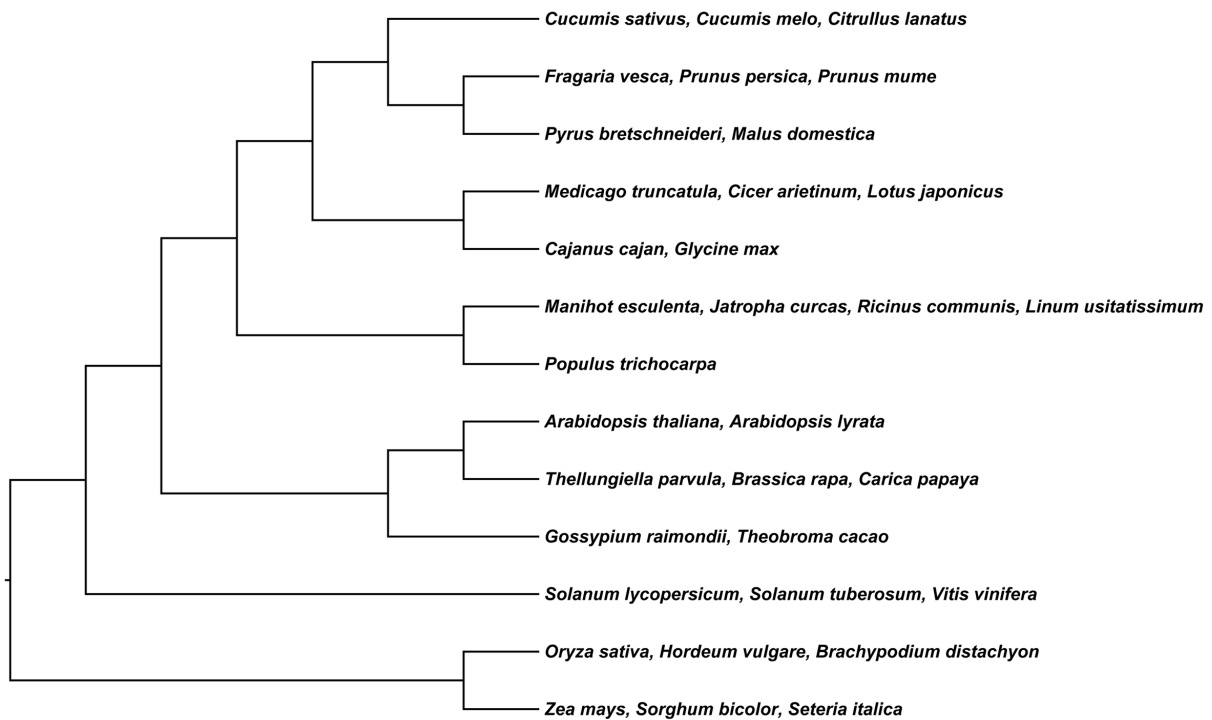 Cucumis sativus, Cucumis melo, Citrullus lanatus
Fragaria vesca, Prunus persica, Prunus mume
Pyrus bretschneideri, Malus domestica
Medicago truncatula, Cicer arietinum, Lotus japonicus
Cajanus cajan, Glycine max
Manihot esculenta, Jatropha curcas, Ricinus communis, Linum usitatissimum
Populus trichocarpa
Arabidopsis thaliana, Arabidopsis lyrata
Thellungiella parvula, Brassica rapa, Carica papaya
Gossypium raimondii, Theobroma cacao
Solanum lycopersicum, Solanum tuberosum, Vitis vinifera
Oryza sativa, Hordeum vulgare, Brachypodium distachyon
Zea mays, Sorghum bicolor, Seteria italica